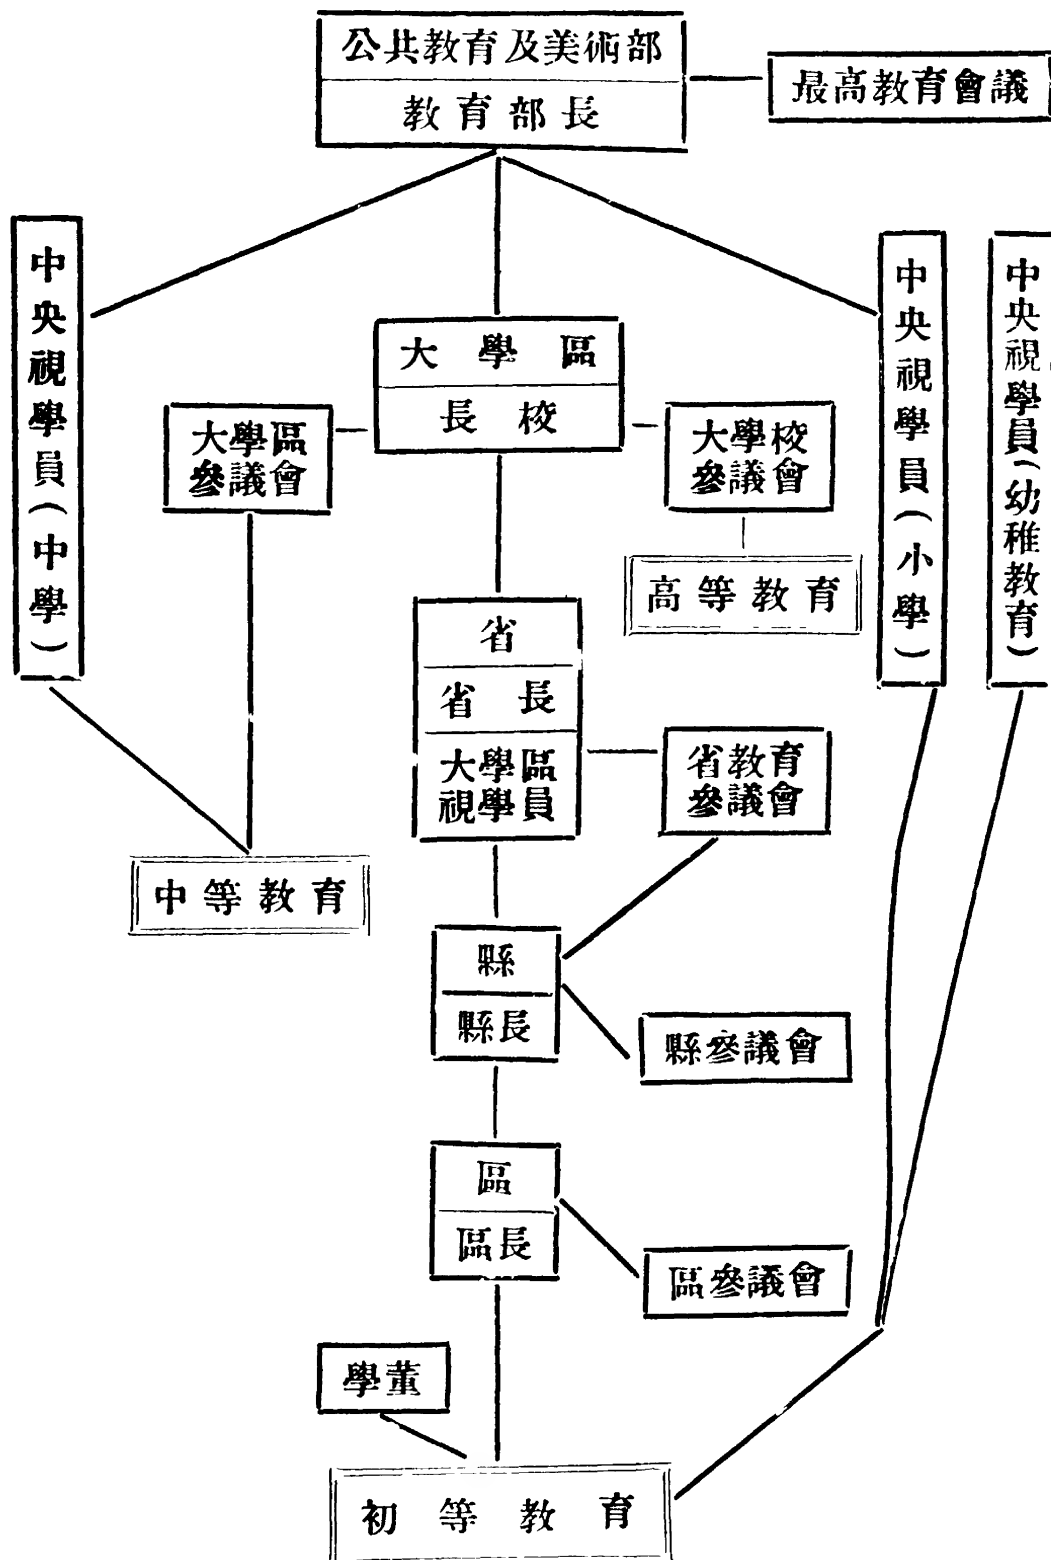 公共教育及美術部
教育部長
最高教育會議
中央視學員(中學)
大學區
長校
大學區
參議會
大學校
參議會
高等教育
中央視學員(小學)
中央視學員(幼稚教育)
省
省長
大學區
視學員
省教育
參議會
中等教育
縣
縣長
縣參議會
區
區長
區參議會
學董
初等教育